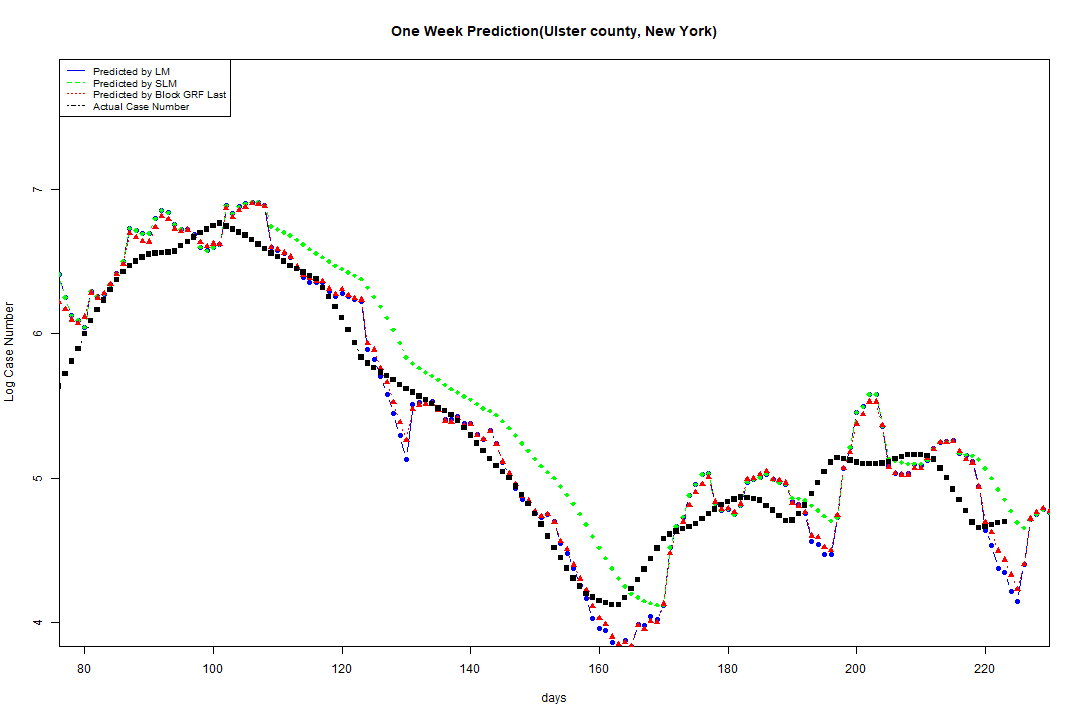 One Week Prediction(Ulster county, New York)
Predicted by LM
Predicted by SLM
Predicted by Block GRF Last
Actual Case Number
Log Case Number
7
6
5
4
80 100 120 140 160 180 200 220
days